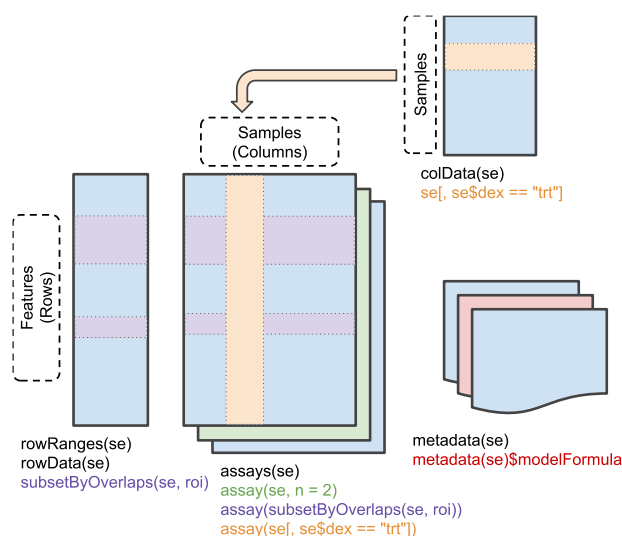 Samples
colData(se)
se[, se$dex == "trt"]
Samples
(Columns)
Features
(Rows)
rowRanges(se)
rowData(se)
subsetByOverlaps(se, roi)
assays(se)
assay(se, n = 2)
assay(subsetByOverlaps(se, roi))
assay(se[, se$dex == "trt"])
metadata(se)
metadata(se)$modelFormula